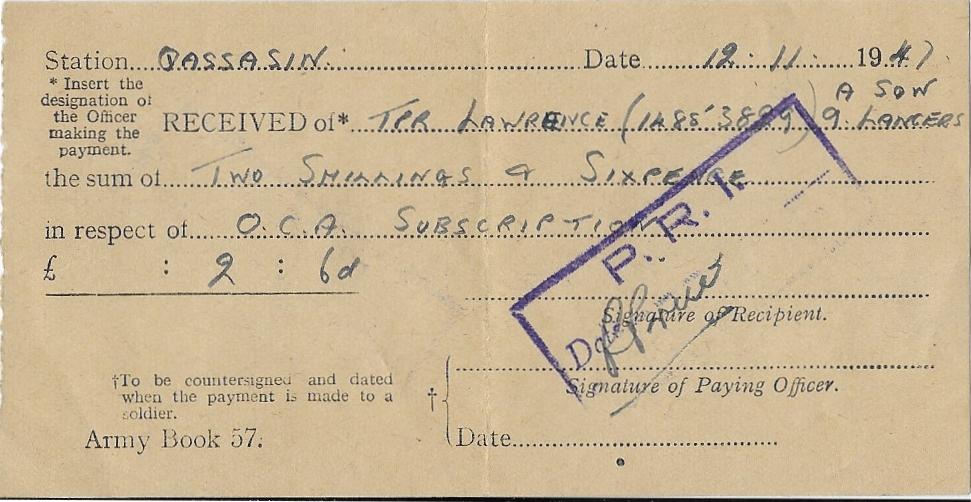 Station QASSASIN. Date 12. 11. 1947
* Insert the
designation of
the Officer
making the
payment.
A SQN
RECEIVED of* TPR LAWRENCE (14883889) 9. LANCERS
the sum of TWO SHILLINGS & SIXPENCE
in respect of O.C.A. SUBSCRIPTION
£ : 2 : 6d
P. R. I.
Date
Signature of Recipient.
†To be countersigned and dated
when the payment is made to a
soldier.
†
Signature of Paying Officer.
Army Book 57.
Date